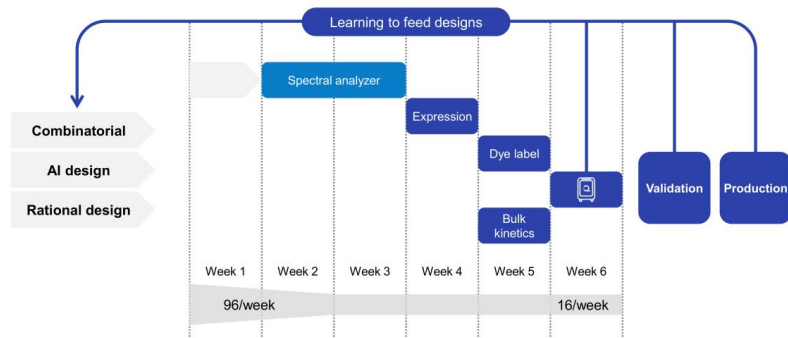 Learning to feed designs
Spectral analyzer
Combinatorial
Expression
AI design
Dye label
Rational design
Validation
Production
Bulk
kinetics
Week 1
Week 2
Week 3
Week 4
Week 5
Week 6
96/week
16/week